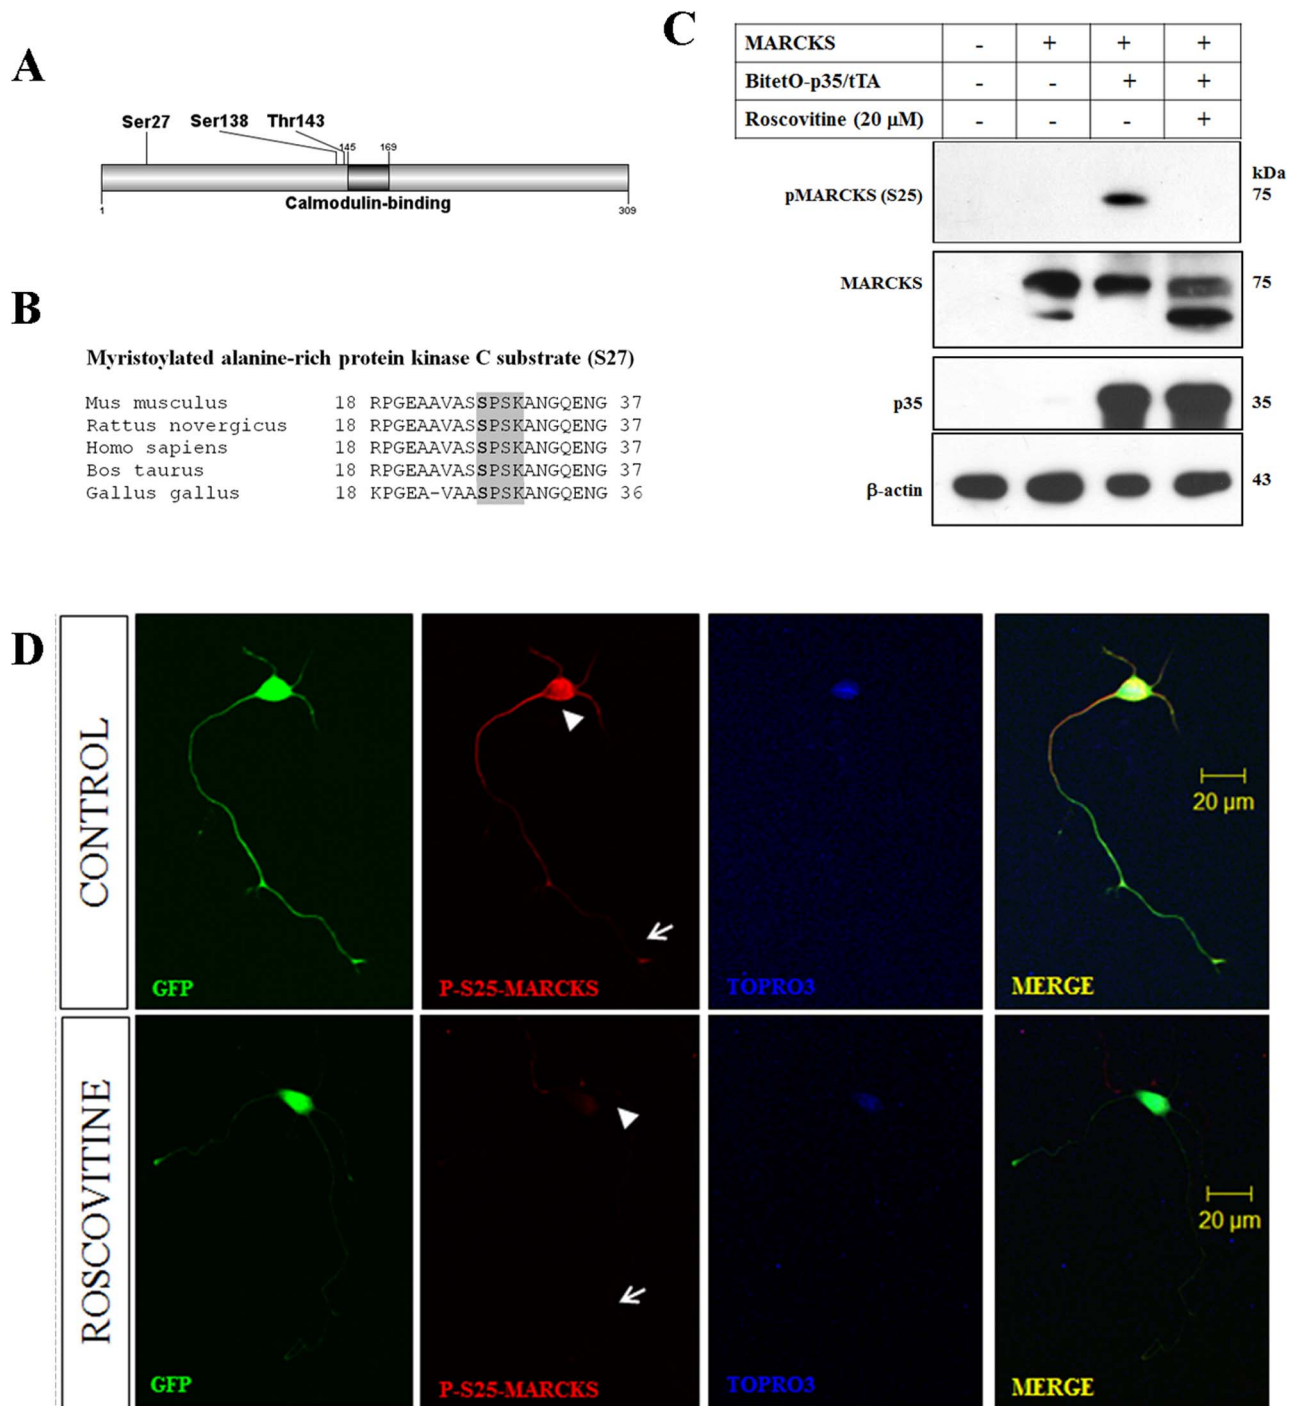 A
Ser27 Ser138 Thr143
145 169
Calmodulin-binding
1 309
B
Myristoylated alanine-rich protein kinase C substrate (S27)
Mus musculus 18 RPGEAAVASSPSKANGQENG 37
Rattus novergicus 18 RPGEAAVASSPSKANGQENG 37
Homo sapiens 18 RPGEAAVASSPSKANGQENG 37
Bos taurus 18 RPGEAAVASSPSKANGQENG 37
Gallus gallus 18 KPGEA-VAASPSKANGQENG 36
C
MARCKS - + + +
BitetO-p35/tTA - - + +
Roscovitine (20 µM) - - - +
kDa
pMARCKS (S25) 75
MARCKS 75
p35 35
β-actin 43
D
CONTROL
20 µm
GFP P-S25-MARCKS TOPRO3 MERGE
ROSCOVITINE
20 µm
GFP P-S25-MARCKS TOPRO3 MERGE